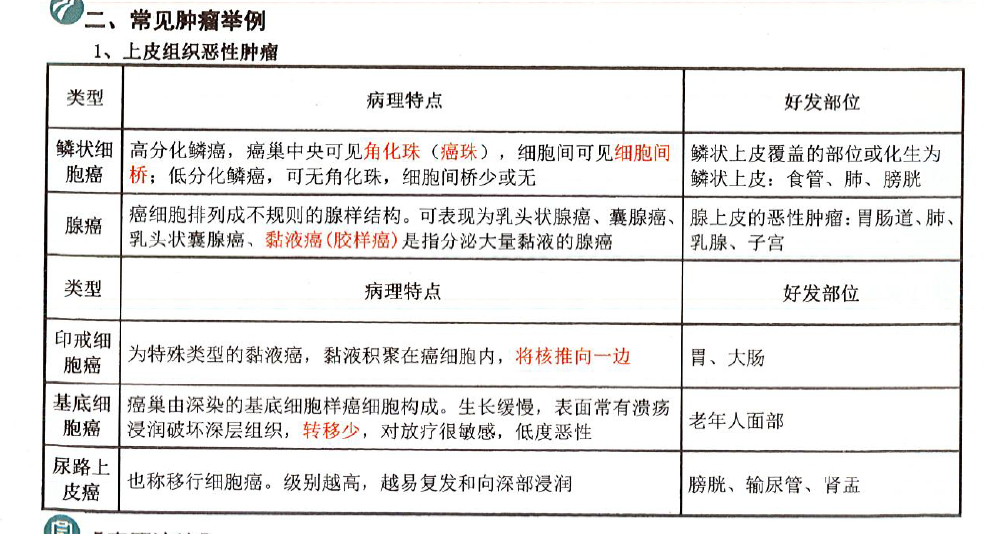 二、常见肿瘤举例
1、上皮组织恶性肿瘤
类型
病理特点
好发部位
鳞状细
胞癌
高分化鳞癌，癌巢中央可见角化珠（癌珠），细胞间可见细胞间
桥；低分化鳞癌，可无角化珠，细胞间桥少或无
鳞状上皮覆盖的部位或化生为
鳞状上皮：食管、肺、膀胱
腺癌
癌细胞排列成不规则的腺样结构。可表现为乳头状腺癌、囊腺癌、
乳头状囊腺癌、黏液癌(胶样癌)是指分泌大量黏液的腺癌
腺上皮的恶性肿瘤：胃肠道、肺、
乳腺、子宫
类型
病理特点
好发部位
印戒细
胞癌
为特殊类型的黏液癌，黏液积聚在癌细胞内，将核推向一边
胃、大肠
基底细
胞癌
癌巢由深染的基底细胞样癌细胞构成。生长缓慢，表面常有溃疡
浸润破坏深层组织，转移少，对放疗很敏感，低度恶性
老年人面部
尿路上
皮癌
也称移行细胞癌。级别越高，越易复发和向深部浸润
膀胱、输尿管、肾盂